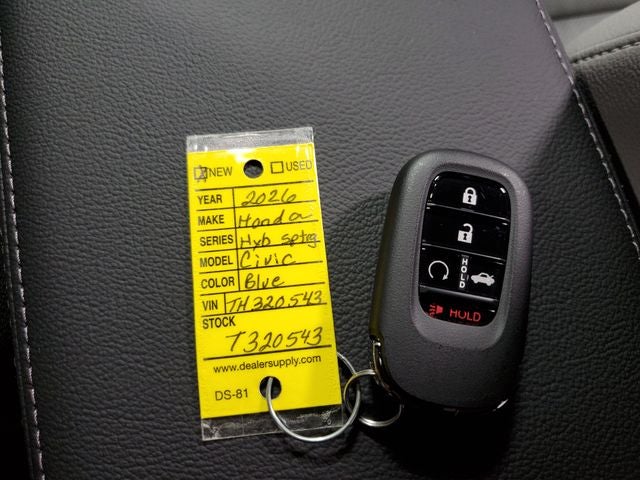 NEW USED
YEAR 2026
MAKE Honda
SERIES Hyb Sptrg
MODEL Civic
COLOR Blue
VIN TH320543
STOCK
T320543
www.dealersupply.com
DS-81
HOLD
HOLD